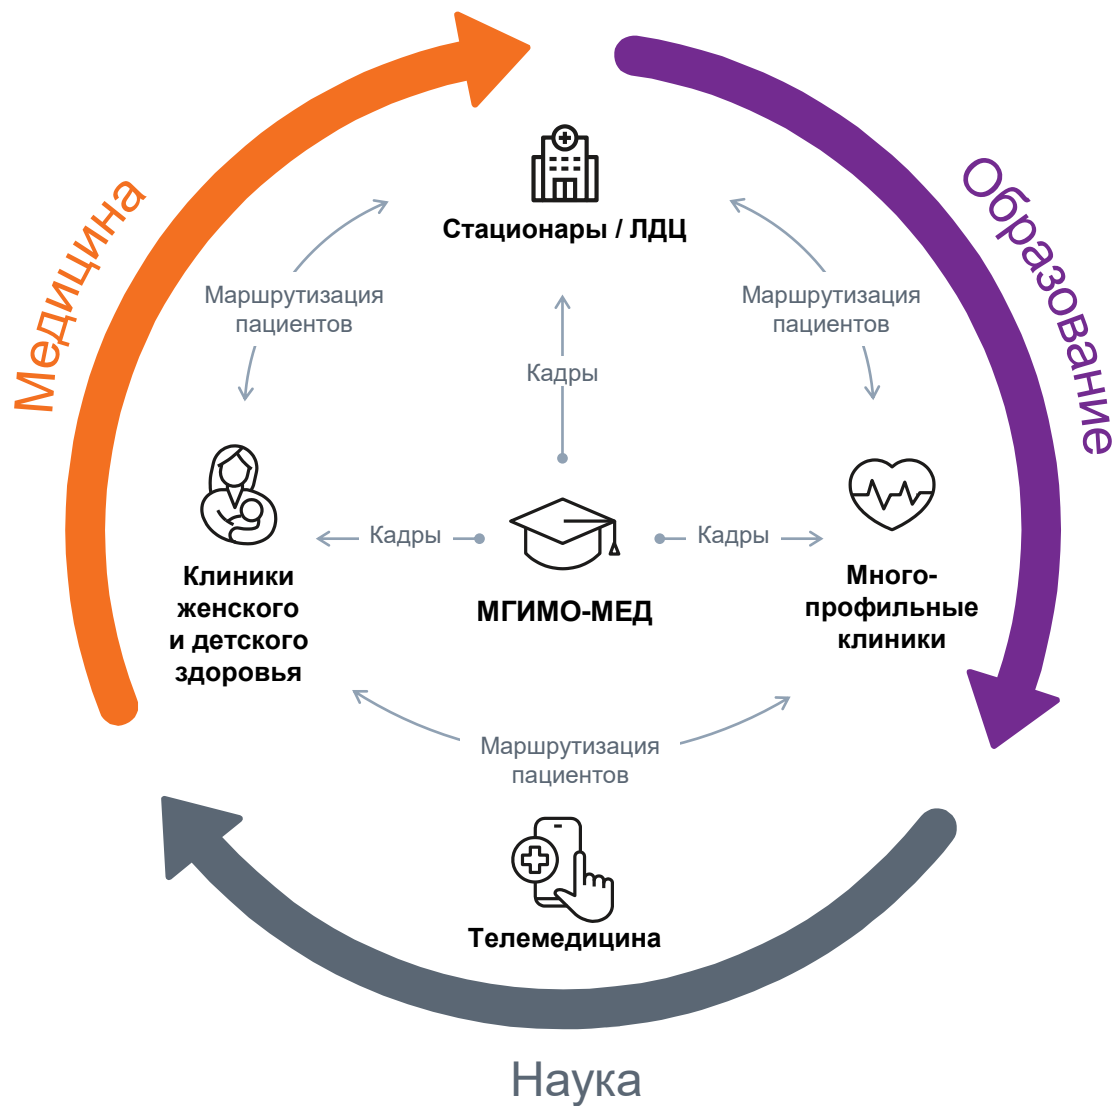 Медицина
Образование
Стационары / ЛДЦ
Маршрутизация
пациентов
Маршрутизация
пациентов
Кадры
Кадры
Кадры
Клиники
женского
и детского
здоровья
МГИМО-МЕД
Много-
профильные
клиники
Маршрутизация
пациентов
Телемедицина
Наука